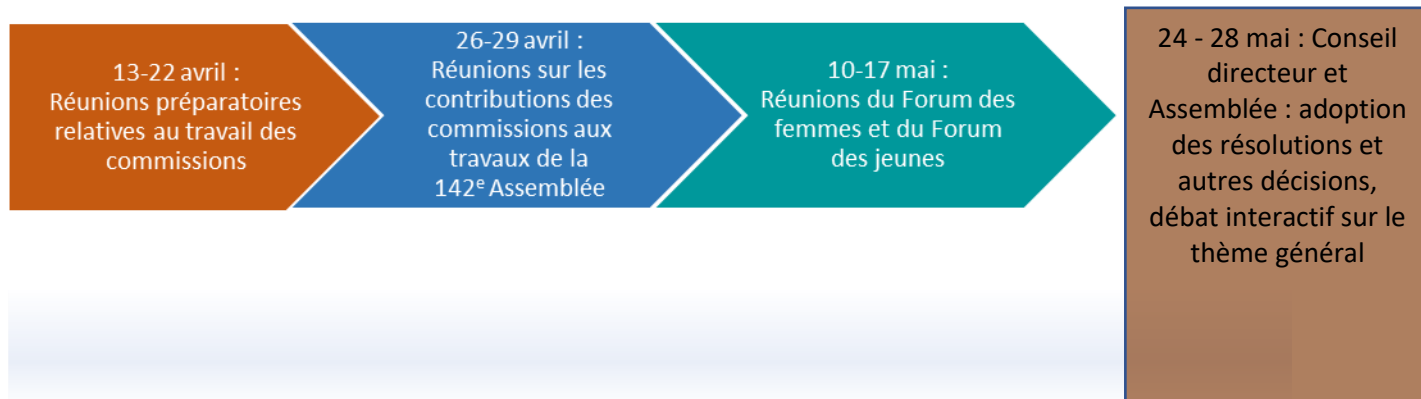 13-22 avril :
Réunions préparatoires
relatives au travail des
commissions
26-29 avril :
Réunions sur les
contributions des
commissions aux
travaux de la
142e Assemblée
10-17 mai :
Réunions du Forum des
femmes et du Forum
des jeunes
24 - 28 mai : Conseil
directeur et
Assemblée : adoption
des résolutions et
autres décisions,
débat interactif sur le
thème général